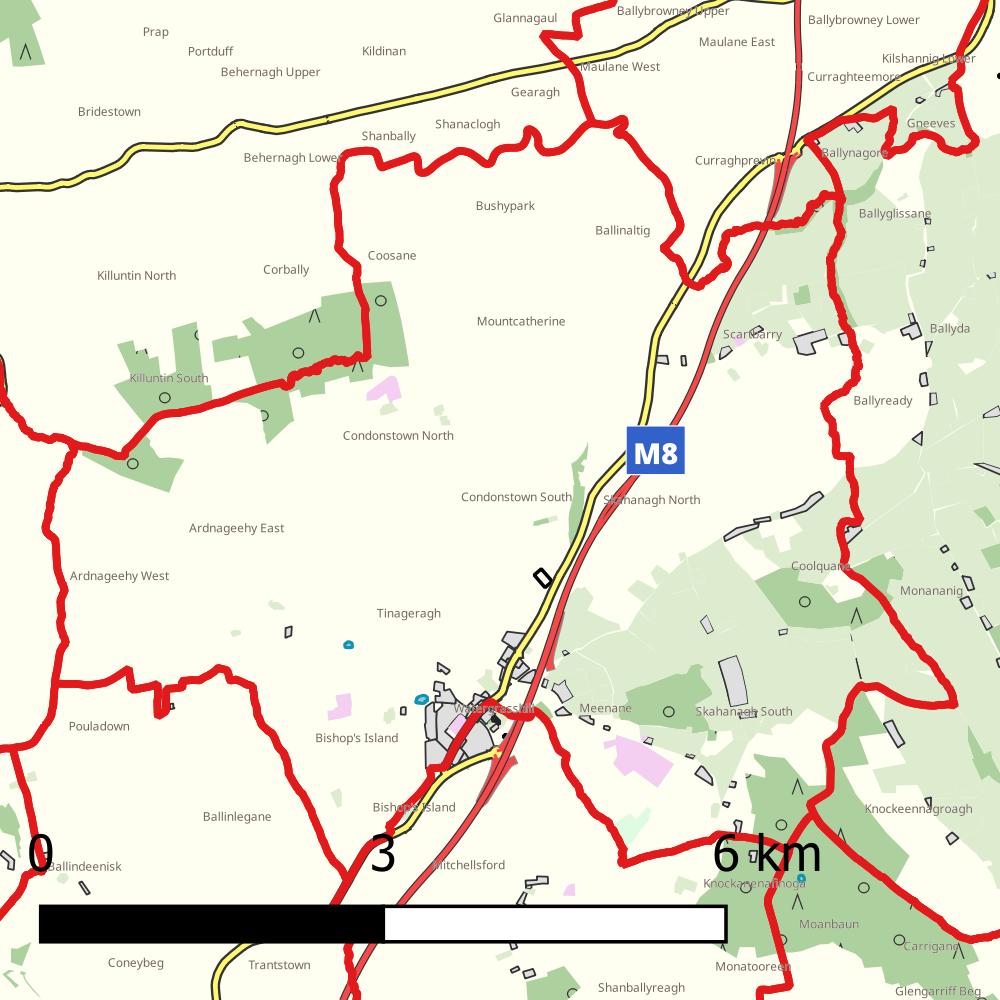 Glannagaul
Ballybrowney Upper
Ballybrowney Lower
Prap
Portduff
Kildinan
Maulane East
Kilshannig Lower
Behernagh Upper
Maulane West
Curraghteemore
Gearagh
Bridestown
Shanaclogh
Gneeves
Shanbally
Behernagh Lower
Curraghprevin
Ballynagore
Bushypark
Ballyglissane
Ballinaltig
Coosane
Killuntin North
Corbally
Mountcatherine
Scartbarry
Ballyda
Killuntin South
Ballyready
Condonstown North
M8
Condonstown South
Skahanagh North
Ardnageehy East
Coolquane
Ardnageehy West
Monananig
Tinageragh
Watergrasshill
Meenane
Skahanagh South
Pouladown
Bishop's Island
Bishop's Island
Knockeennagroagh
Ballinlegane
0
3
6 km
Ballindeenisk
Mitchellsford
Knockanenafinoga
Moanbaun
Carrigane
Coneybeg
Trantstown
Monatooreen
Shanballyreagh
Glengarriff Beg